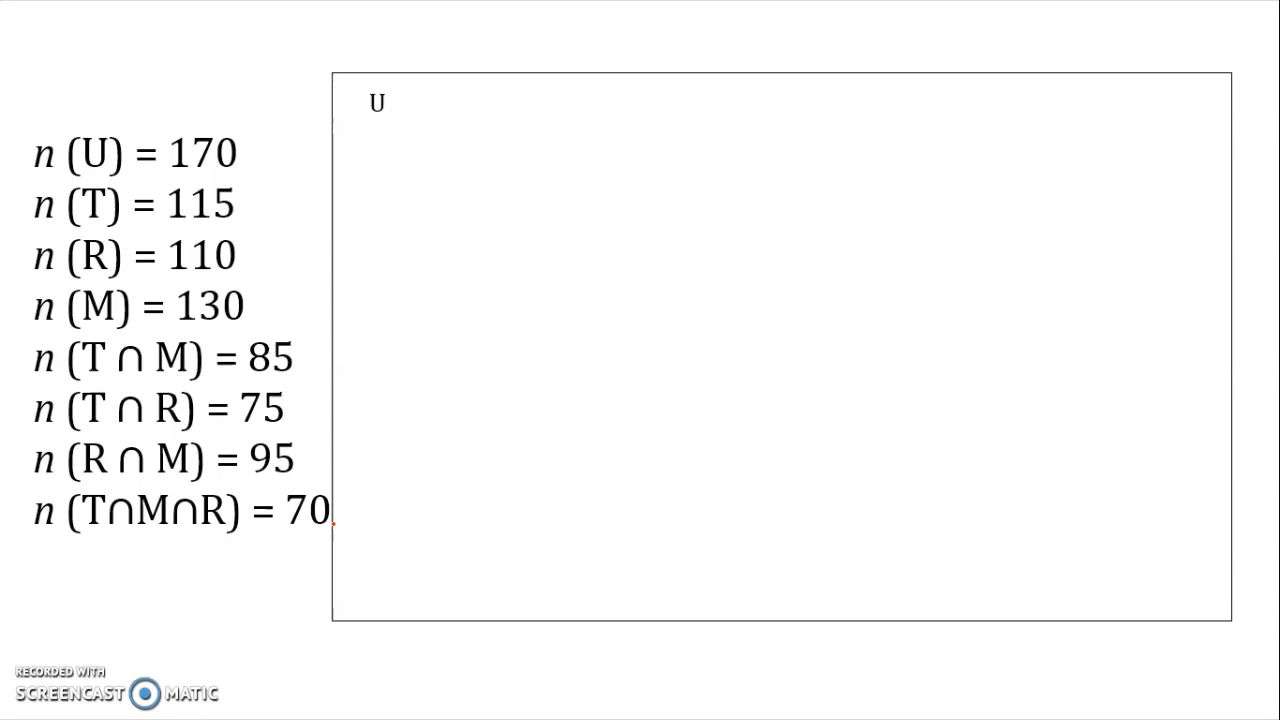 U
n (U) = 170
n (T) = 115
n (R) = 110
n (M) = 130
n (T ∩ M) = 85
n (T ∩ R) = 75
n (R ∩ M) = 95
n (T∩M∩R) = 70
RECORDED WITH
SCREENCAST MATIC